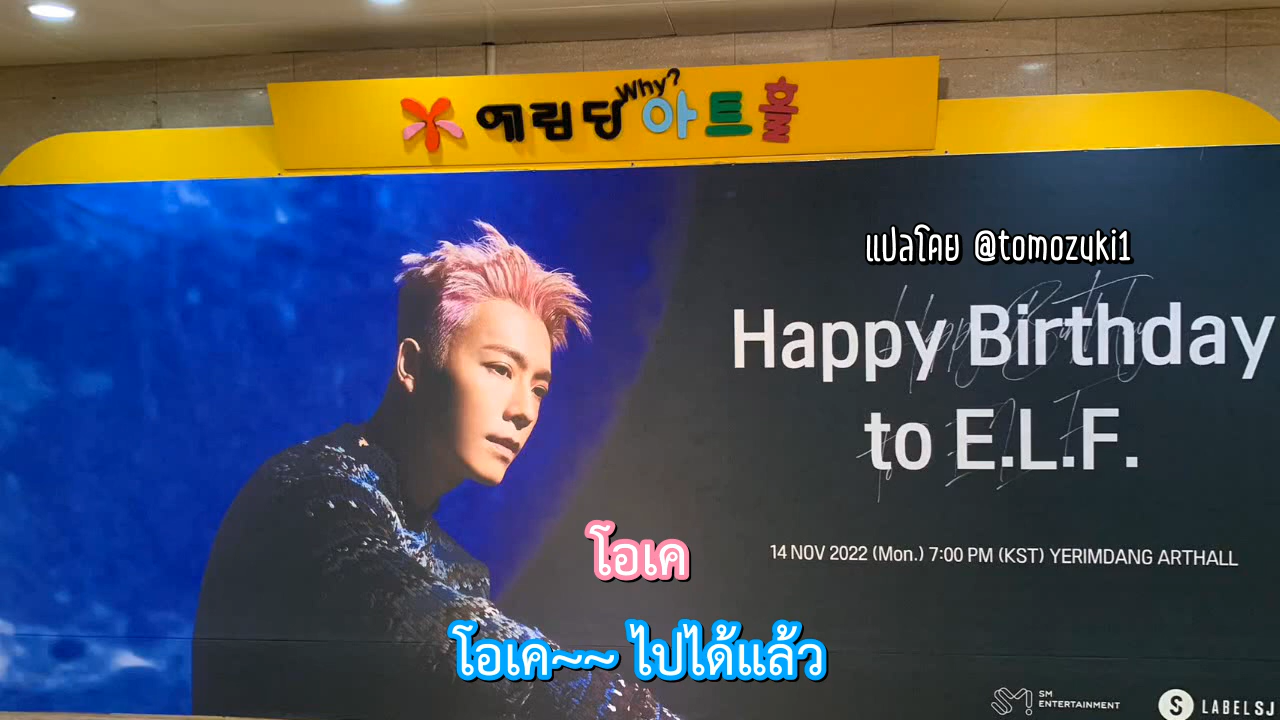 Why?
예림당 아트홀
แปลโดย @tomozuki1
Happy Birthday
to E.L.F.
14 NOV 2022 (Mon.) 7:00 PM (KST) YERIMDANG ARTHALL
โอเค
โอเค~~ ไปได้แล้ว
SM
ENTERTAINMENT
S LABELSJ